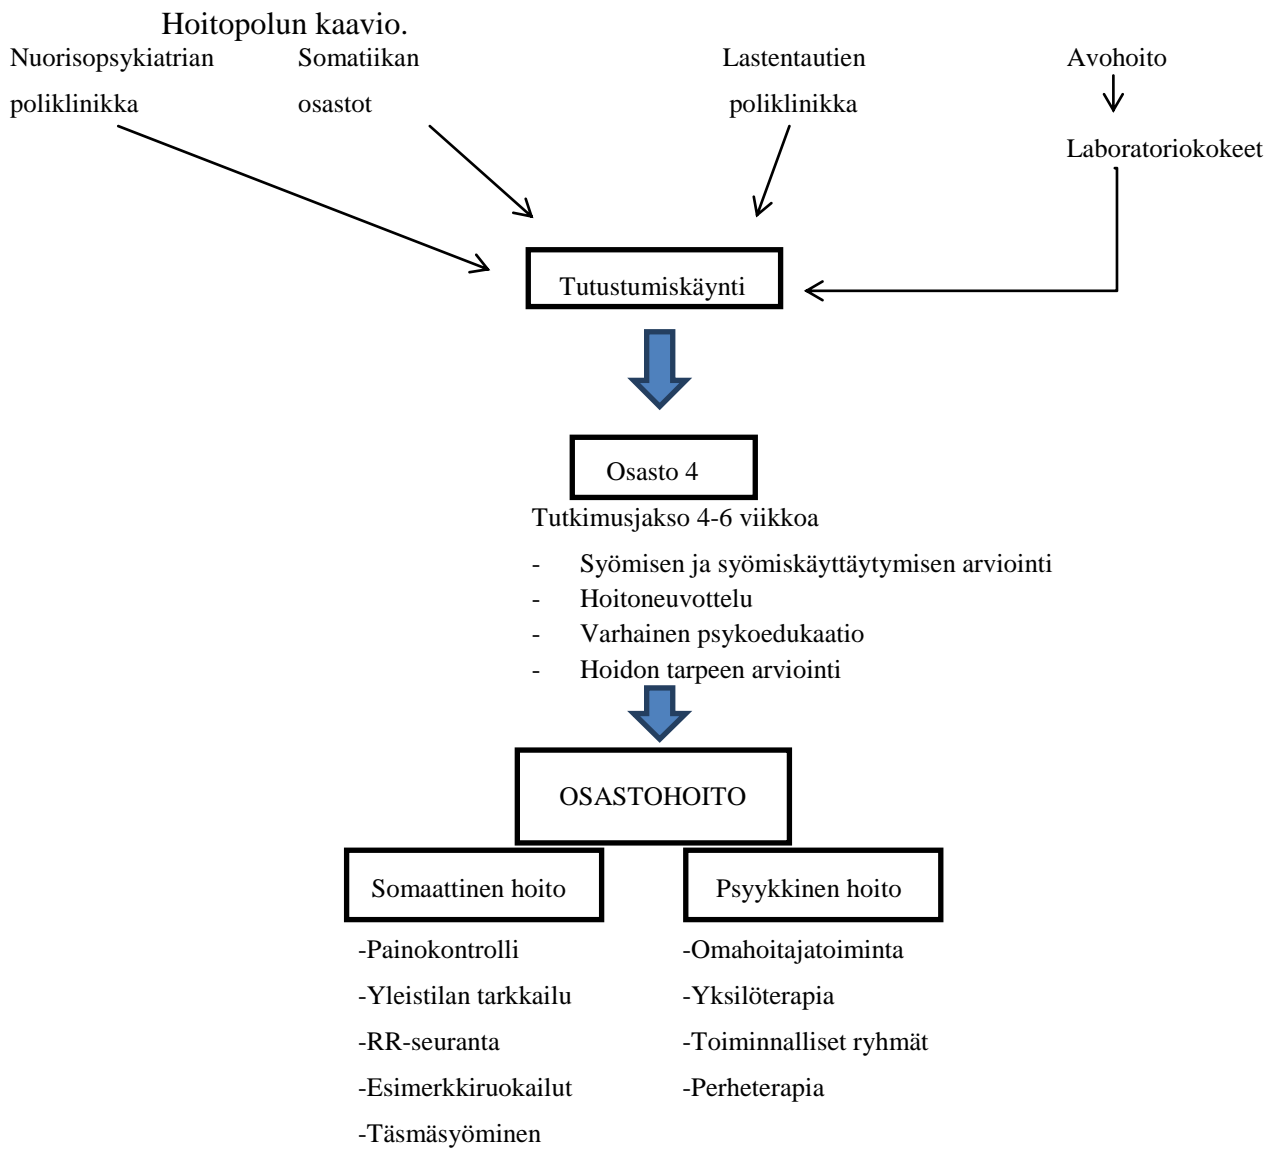 Hoitopolun kaavio.
Nuorisopsykiatrian
poliklinikka
Somatiikan
osastot
Lastentautien
poliklinikka
Avohoito
Laboratoriokokeet
Tutustumiskäynti
Osasto 4
Tutkimusjakso 4-6 viikkoa
- Syömisen ja syömiskäyttäytymisen arviointi
- Hoitoneuvottelu
- Varhainen psykoedukaatio
- Hoidon tarpeen arviointi
OSASTOHOITO
Somaattinen hoito
-Painokontrolli
-Yleistilan tarkkailu
-RR-seuranta
-Esimerkkiruokailut
-Täsmäsyöminen
Psyykkinen hoito
-Omahoitajatoiminta
-Yksilöterapia
-Toiminnalliset ryhmät
-Perheterapia